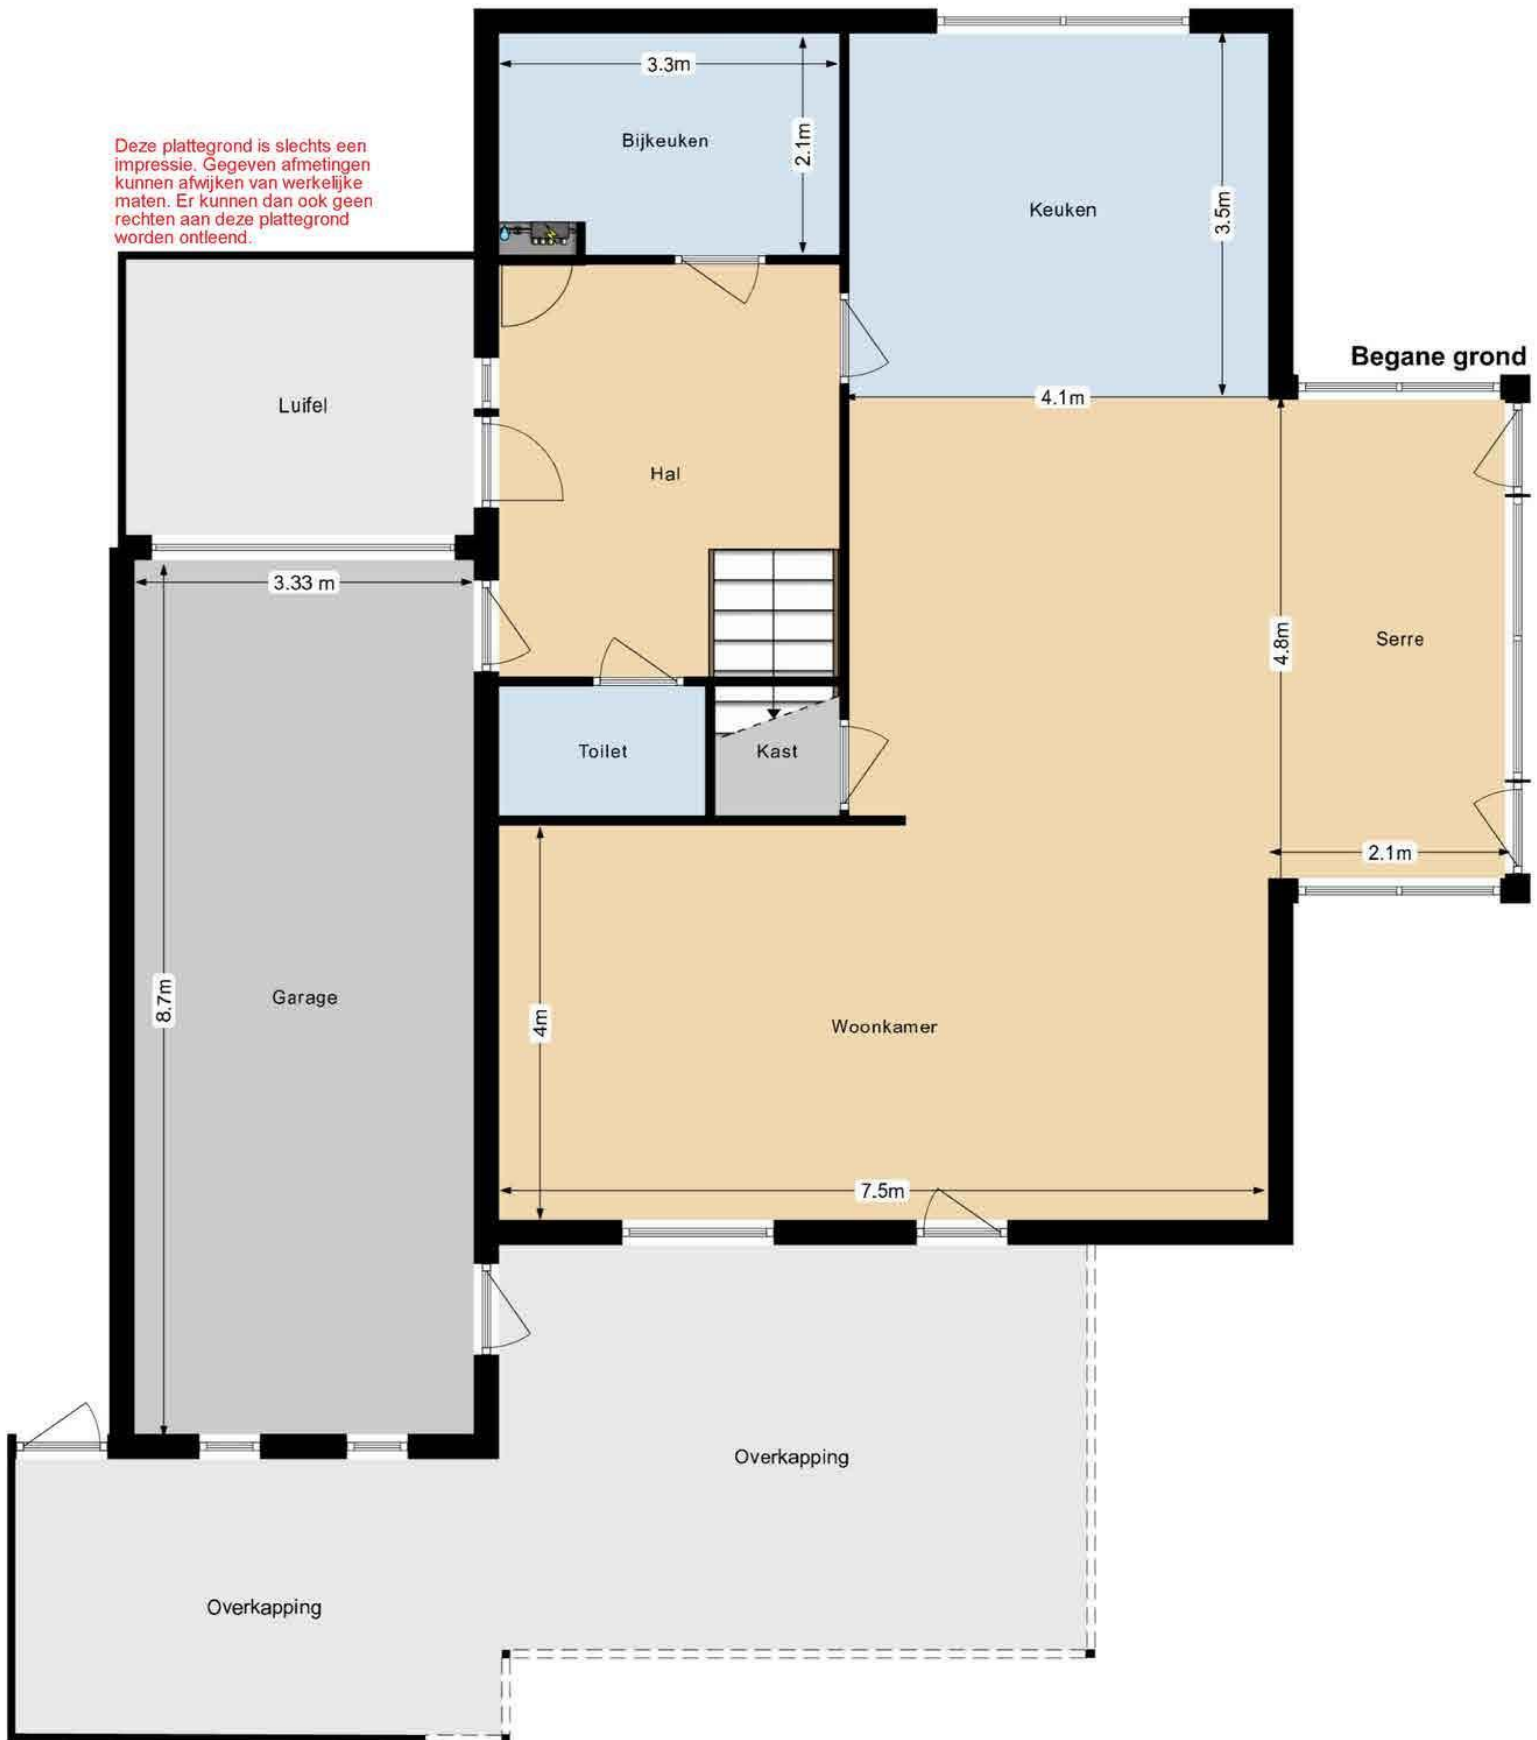 3.3m
Bijkeuken
2.1m
Deze plattegrond is slechts een
impressie. Gegeven afmetingen
kunnen afwijken van werkelijke
maten. Er kunnen dan ook geen
rechten aan deze plattegrond
worden ontleend.
Keuken
3.5m
Begane grond
Luifel
4.1m
Hal
3.33 m
4.8m
Serre
Toilet
Kast
2.1m
8.7m
Garage
4m
Woonkamer
7.5m
Overkapping
Overkapping